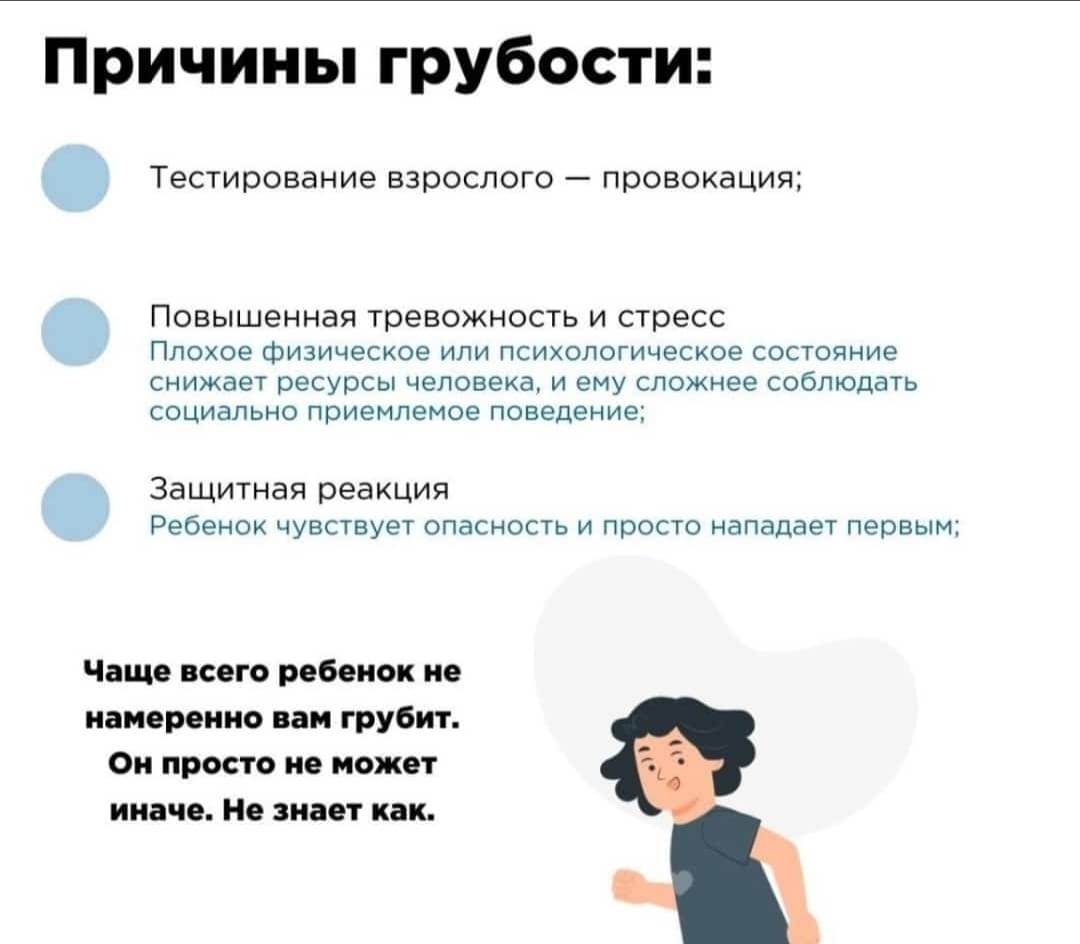 Причины грубости:
Тестирование взрослого — провокация;
Повышенная тревожность и стресс
Плохое физическое или психологическое состояние
снижает ресурсы человека, и ему сложнее соблюдать
социально приемлемое поведение;
Защитная реакция
Ребенок чувствует опасность и просто нападает первым;
Чаще всего ребенок не
намеренно вам грубит.
Он просто не может
иначе. Не знает как.